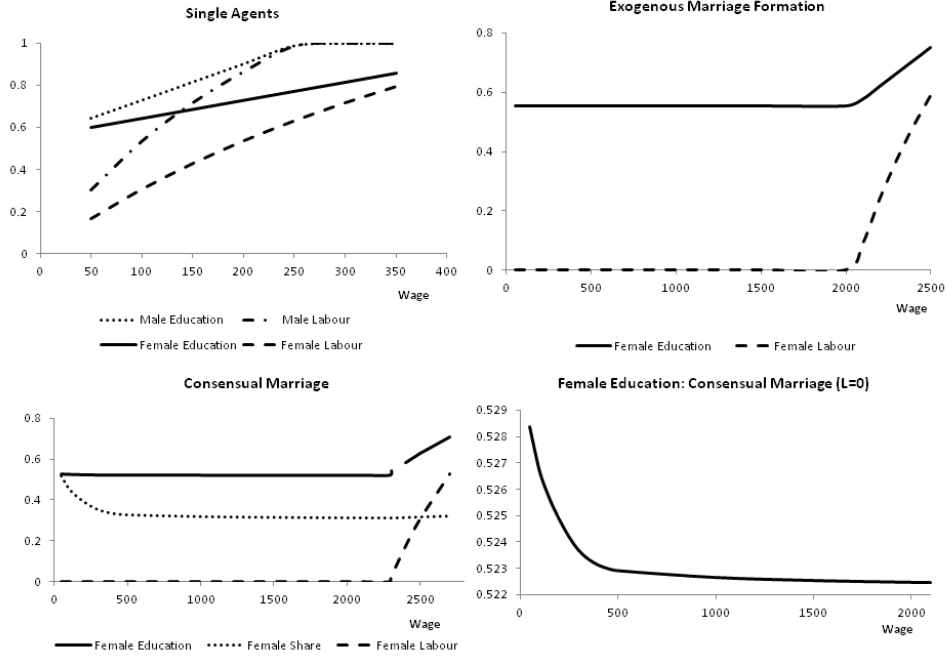 Single Agents
1
0.8
0.6
0.4
0.2
0
0 50 100 150 200 250 300 350 400
Wage
Male Education Male Labour
Female Education Female Labour
Exogenous Marriage Formation
0.8
0.6
0.4
0.2
0
0 500 1000 1500 2000 2500
Wage
Female Education Female Labour
Consensual Marriage
0.8
0.6
0.4
0.2
0
0 500 1000 1500 2000 2500
Wage
Female Education Female Share Female Labour
Female Education: Consensual Marriage (L=0)
0.529
0.528
0.527
0.526
0.525
0.524
0.523
0.522
0 500 1000 1500 2000
Wage